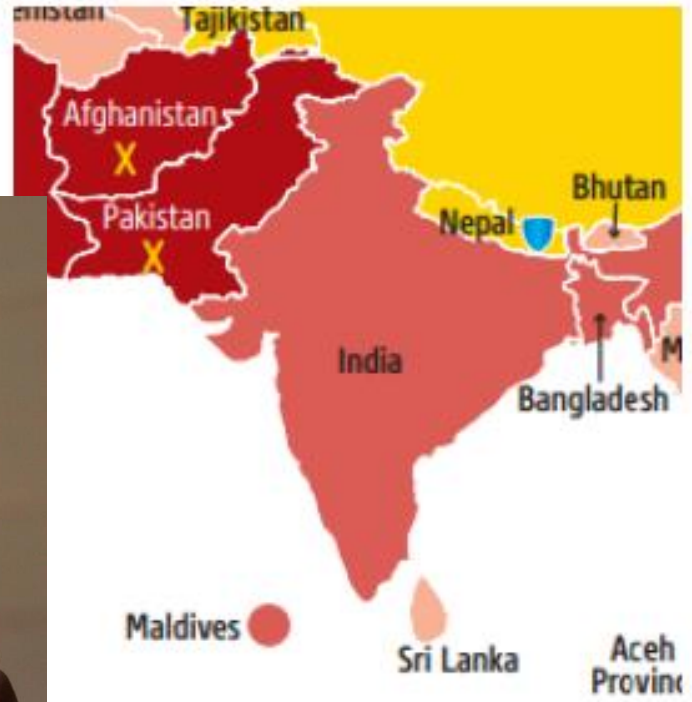 Tajikistan
Afghanistan
X
Pakistan
X
Nepal
Bhutan
India
Bangladesh
Maldives
Sri Lanka
Aceh